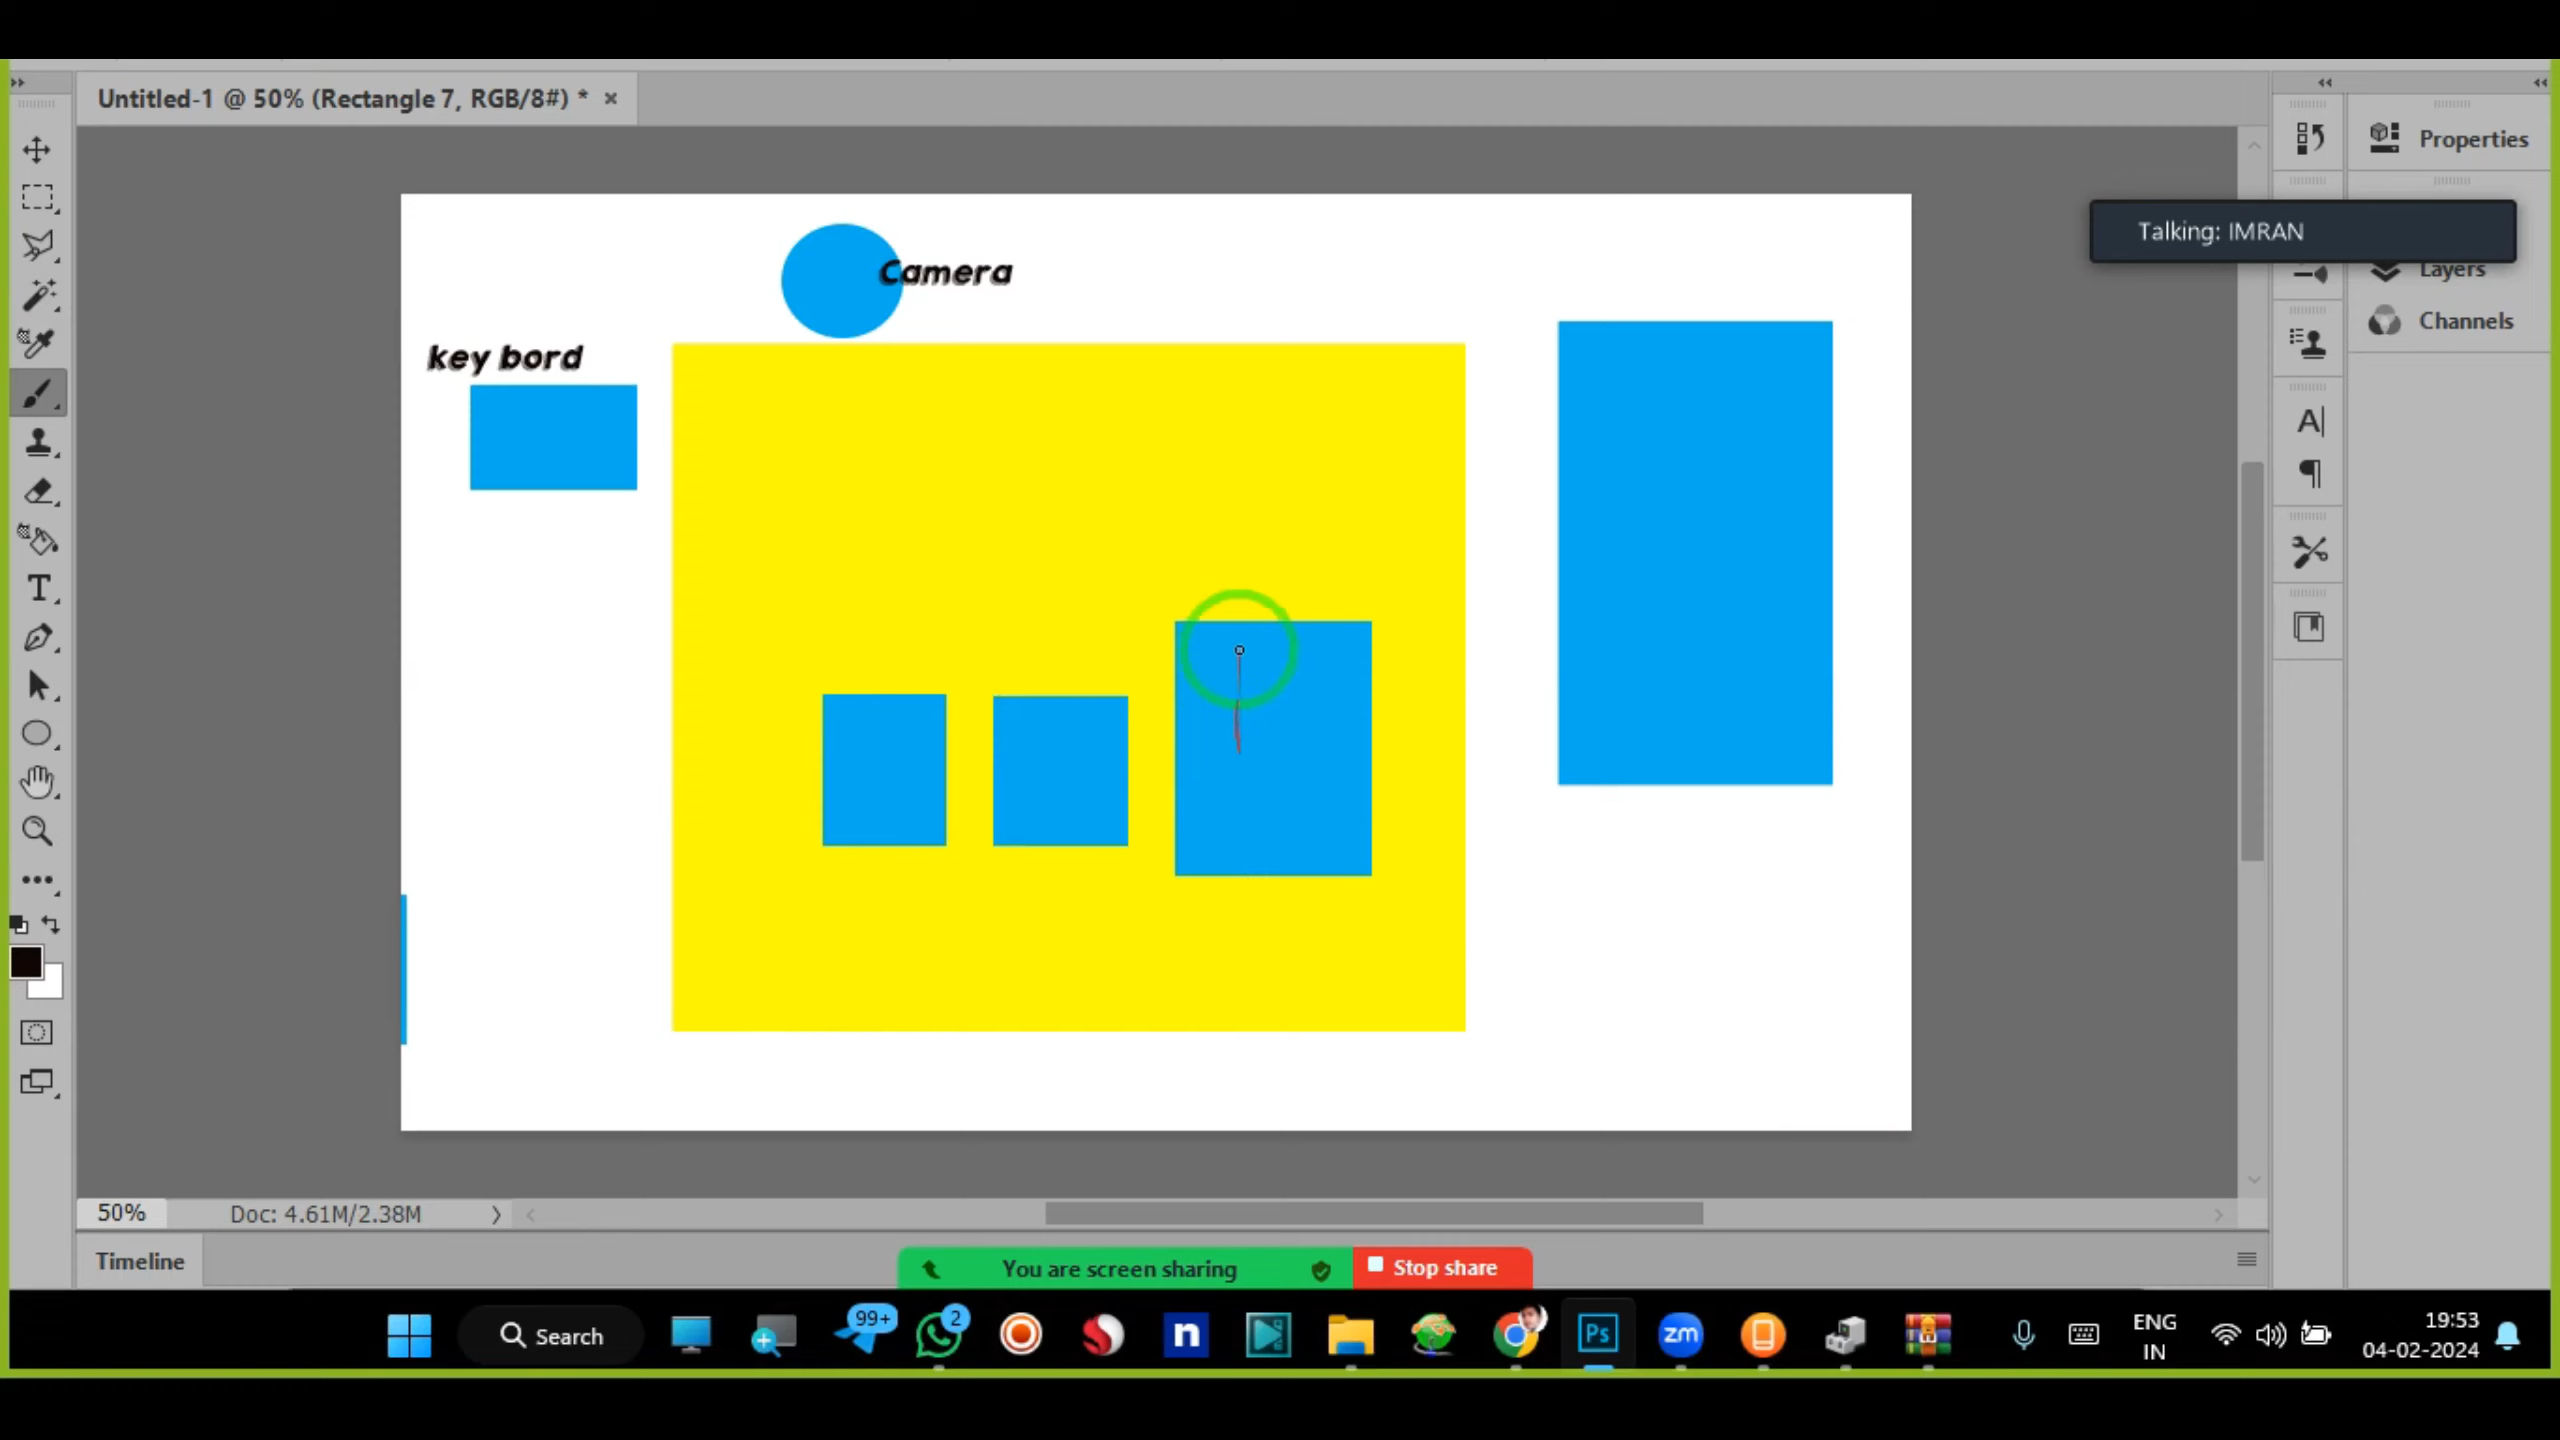 Untitled-1 @ 50% (Rectangle 7, RGB/8#) * ×
Properties
Talking: IMRAN
Layers
Channels
Camera
key bord
50%
Doc: 4.61M/2.38M
Timeline
You are screen sharing
Stop share
Search
99+
2
n
Ps
zm
ENG
IN
19:53
04-02-2024